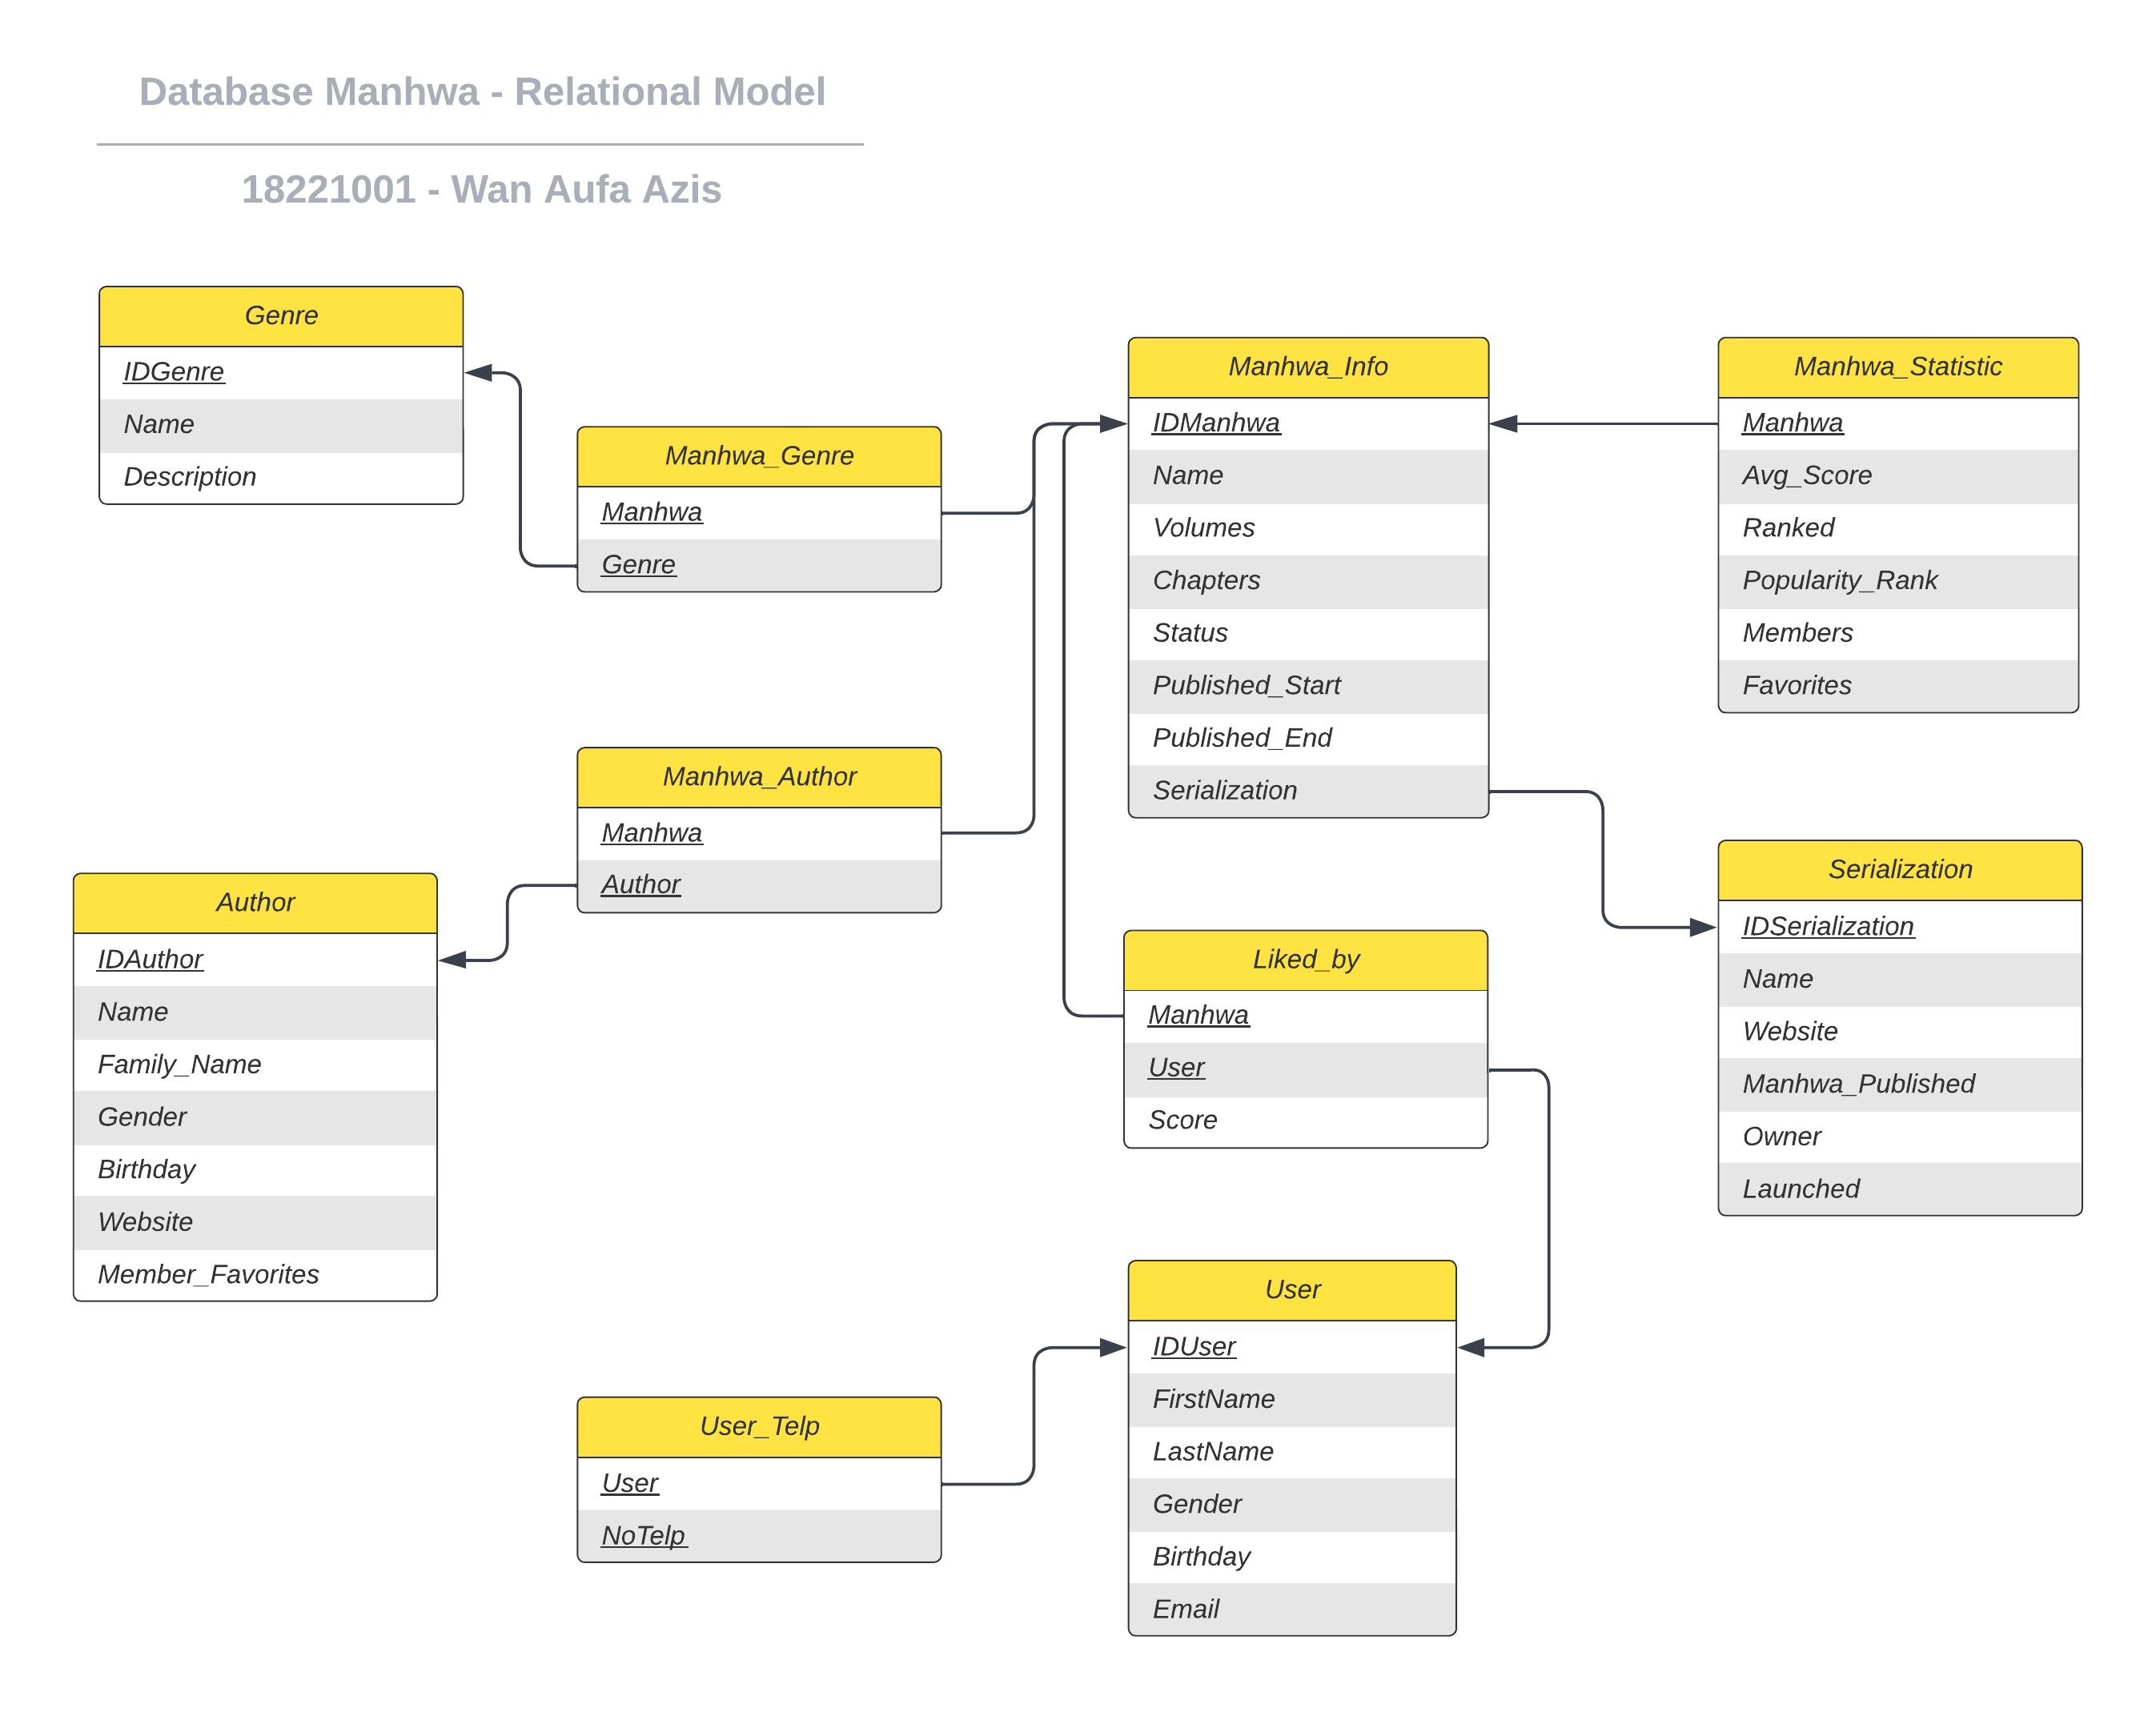 Database Manhwa - Relational Model
18221001 - Wan Aufa Azis
Genre
IDGenre
Name
Description
Manhwa_Genre
Manhwa
Genre
Manhwa_Info
IDManhwa
Name
Volumes
Chapters
Status
Published_Start
Published_End
Serialization
Manhwa_Statistic
Manhwa
Avg_Score
Ranked
Popularity_Rank
Members
Favorites
Manhwa_Author
Manhwa
Author
Author
IDAuthor
Name
Family_Name
Gender
Birthday
Website
Member_Favorites
Liked_by
Manhwa
User
Score
Serialization
IDSerialization
Name
Website
Manhwa_Published
Owner
Launched
User_Telp
User
NoTelp
User
IDUser
FirstName
LastName
Gender
Birthday
Email